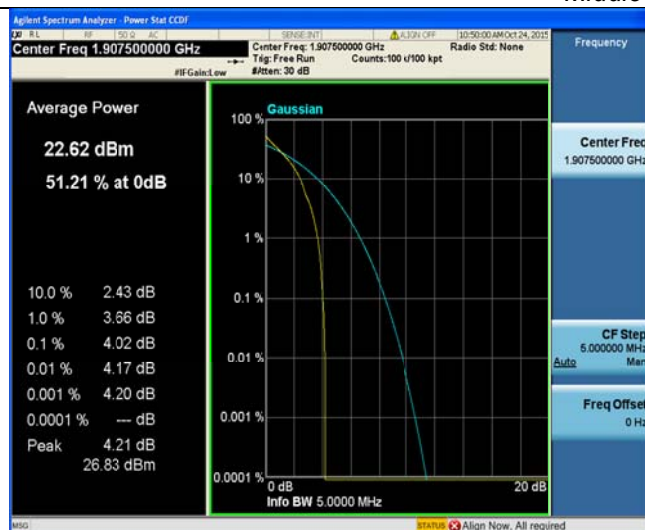 Middle
Agilent Spectrum Analyzer - Power Stat CCDF
RL RF 50 Ω AC SENSE:INT ALIGN OFF 10:50:00 AM Oct 24, 2015
Center Freq 1.907500000 GHz
Center Freq: 1.907500000 GHz Radio Std: None
Trig: Free Run Counts:100 k/100 kpt
#IFGain:Low #Atten: 30 dB
Frequency
Average Power
22.62 dBm
51.21 % at 0dB
10.0 % 2.43 dB
1.0 % 3.66 dB
0.1 % 4.02 dB
0.01 % 4.17 dB
0.001 % 4.20 dB
0.0001 % --- dB
Peak 4.21 dB
26.83 dBm
Gaussian
100 %
10 %
1 %
0.1 %
0.01 %
0.001 %
0.0001 %
0 dB 20 dB
Info BW 5.0000 MHz
Center Freq
1.907500000 GHz
CF Step
5.000000 MHz
Auto Man
Freq Offset
0 Hz
MSG STATUS Align Now, All required